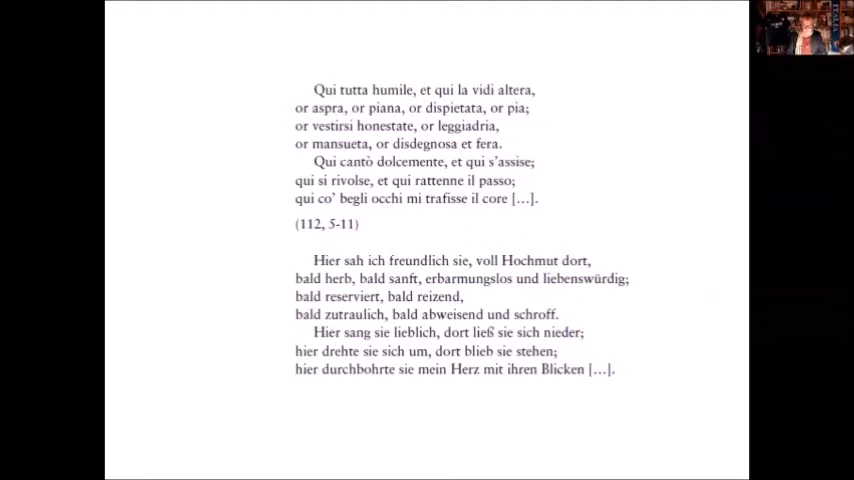 Qui tutta humile, et qui la vidi altera,
or aspra, or piana, or dispietata, or pia;
or vestirsi honestate, or leggiadria,
or mansueta, or disdegnosa et fera.
Qui cantò dolcemente, et qui s'assise;
qui si rivolse, et qui rattenne il passo;
qui co' begli occhi mi trafisse il core […].
(112, 5-11)
Hier sah ich freundlich sie, voll Hochmut dort,
bald herb, bald sanft, erbarmungslos und liebenswürdig;
bald reserviert, bald reizend,
bald zutraulich, bald abweisend und schroff.
Hier sang sie lieblich, dort ließ sie sich nieder;
hier drehte sie sich um, dort blieb sie stehen;
hier durchbohrte sie mein Herz mit ihren Blicken […].
ITALIA